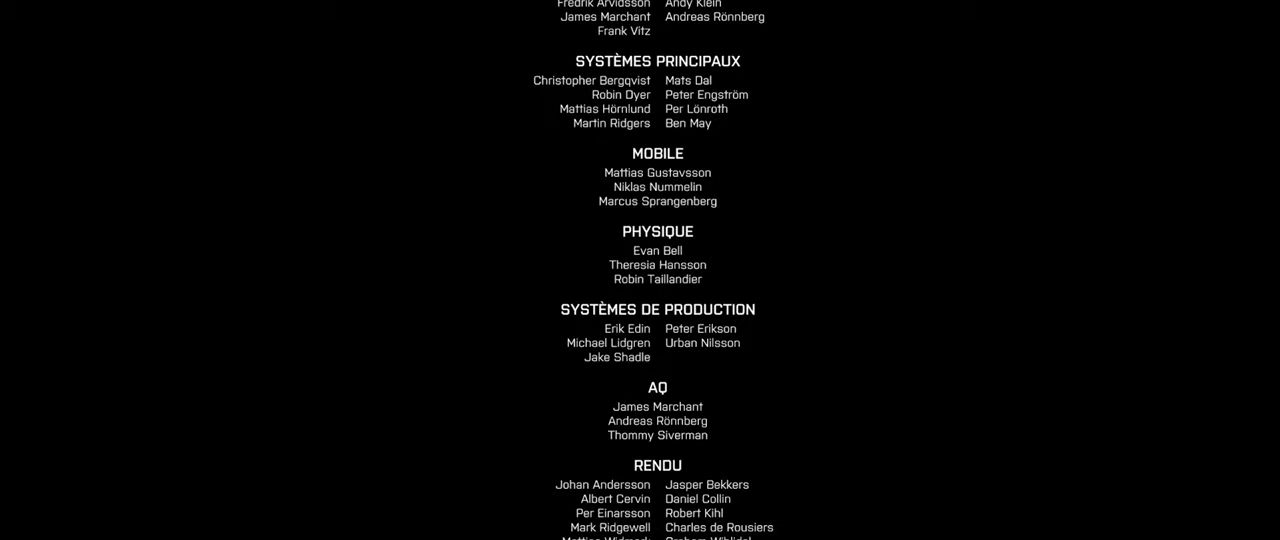 Fredrik Arvidsson Andy Klein
James Marchant Andreas Rönnberg
Frank Vitz
SYSTÈMES PRINCIPAUX
Christopher Bergqvist Mats Dal
Robin Dyer Peter Engström
Mattias Hörnlund Per Lönroth
Martin Ridgers Ben May
MOBILE
Mattias Gustavsson
Niklas Nummelin
Marcus Sprangenberg
PHYSIQUE
Evan Bell
Theresia Hansson
Robin Taillandier
SYSTÈMES DE PRODUCTION
Erik Edin Peter Erikson
Michael Lidgren Urban Nilsson
Jake Shadle
AQ
James Marchant
Andreas Rönnberg
Thommy Siverman
RENDU
Johan Andersson Jasper Bekkers
Albert Cervin Daniel Collin
Per Einarsson Robert Kihl
Mark Ridgewell Charles de Rousiers